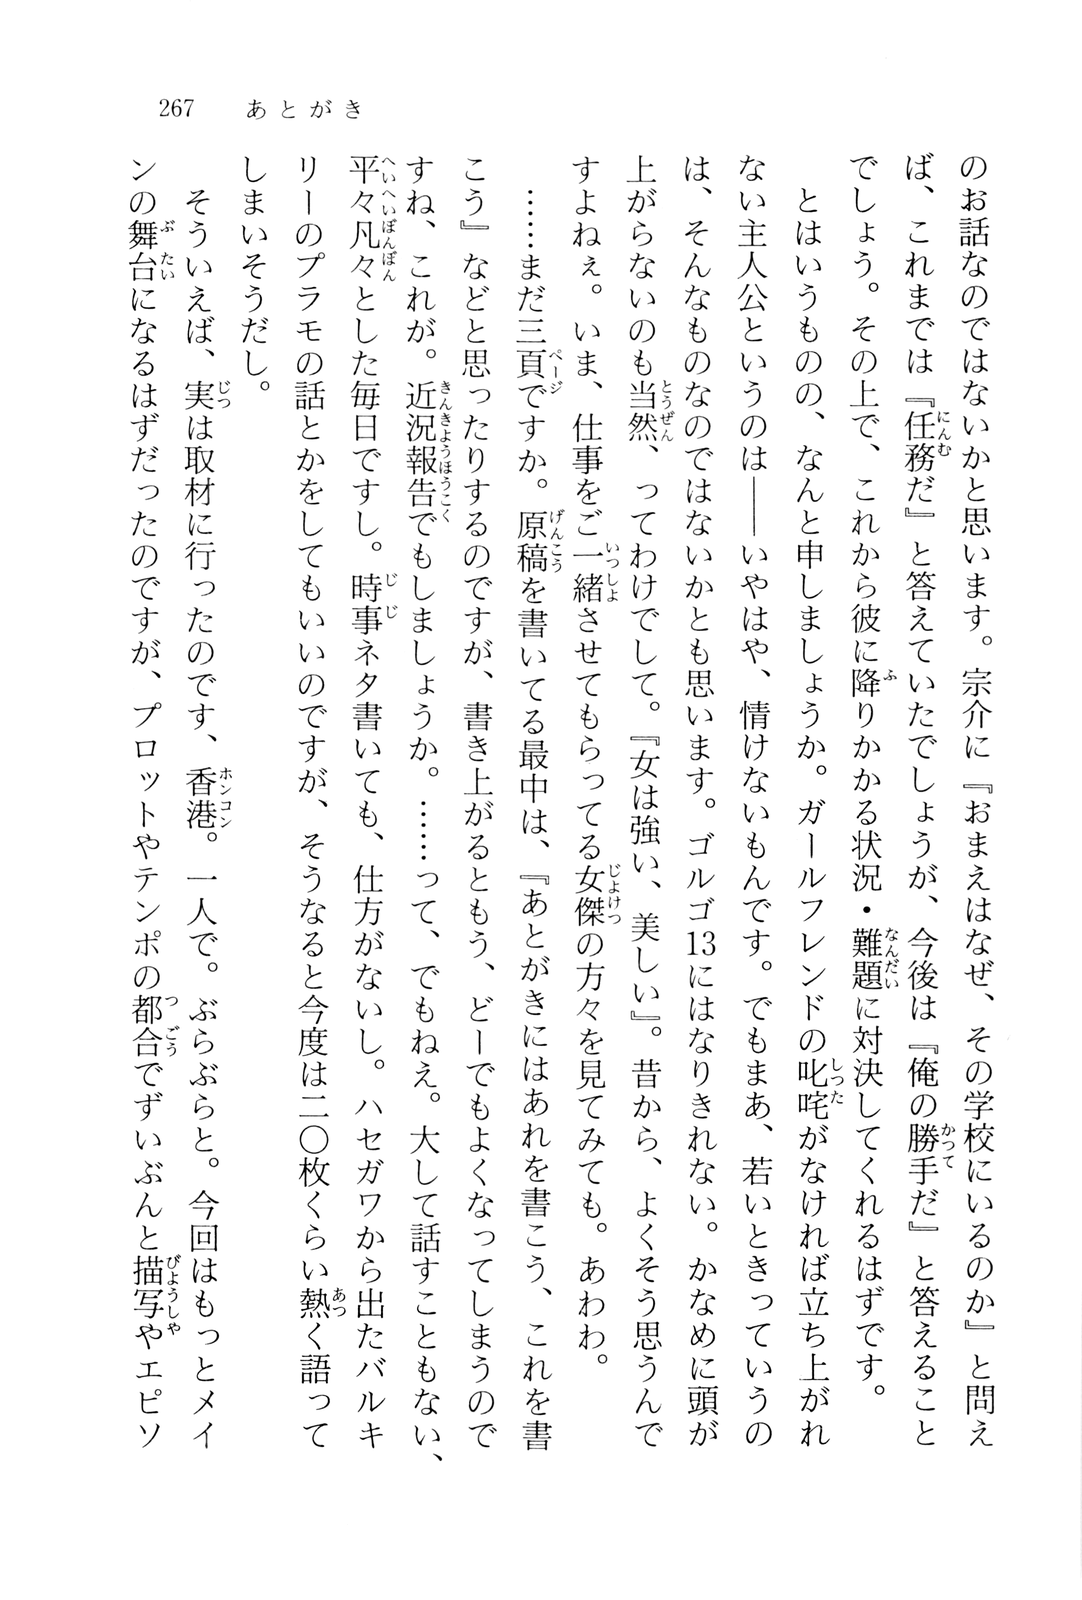 267　あとがき
のお話なのではないかと思います。宗介に『おまえはなぜ、その学校にいるのか』と問え
ば、これまでは『任務だ』と答えていたでしょうが、今後は『俺の勝手だ』と答えること
でしょう。その上で、これから彼に降りかかる状況・難題に対決してくれるはずです。
　とはいうものの、なんと申しましょうか。ガールフレンドの叱咤がなければ立ち上がれ
ない主人公というのは――いやはや、情けないもんです。でもまあ、若いときっていうの
は、そんなものなのではないかとも思います。ゴルゴ13にはなりきれない。かなめに頭が
上がらないのも当然、ってわけでして。『女は強い、美しい』。昔から、よくそう思うんで
すよねぇ。いま、仕事をご一緒させてもらってる女傑の方々を見てみても。あわわ。
　……まだ三頁ですか。原稿を書いてる最中は、『あとがきにはあれを書こう、これを書
こう』などと思ったりするのですが、書き上がるともう、どーでもよくなってしまうので
すね、これが。近況報告でもしましょうか。……って、でもねえ。大して話すこともない、
平々凡々とした毎日ですし。時事ネタ書いても、仕方がないし。ハセガワから出たバルキ
リーのプラモの話とかをしてもいいのですが、そうなると今度は二〇枚くらい熱く語って
しまいそうだし。
　そういえば、実は取材に行ったのです、香港。一人で。ぶらぶらと。今回はもっとメイ
ンの舞台になるはずだったのですが、プロットやテンポの都合でずいぶんと描写やエピソ